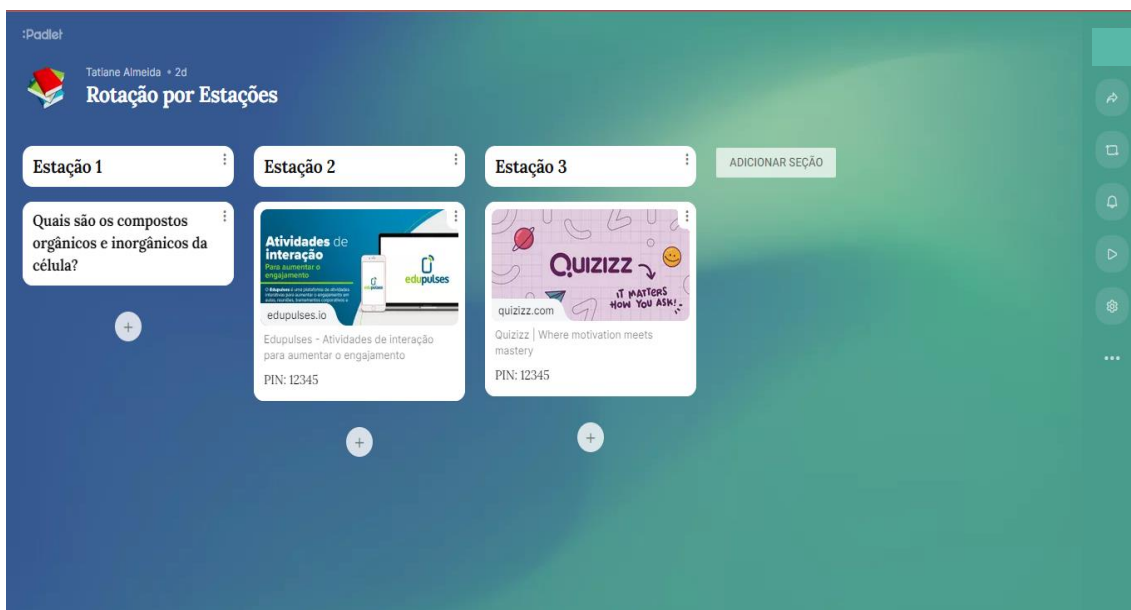 :Padlet
Tatiane Almeida • 2d
Rotação por Estações
Estação 1
Quais são os compostos
orgânicos e inorgânicos da
célula?
Estação 2
Atividades de
interação
Para aumentar o
engajamento
edupulses
edupulses.io
Edupulses - Atividades de interação
para aumentar o engajamento
PIN: 12345
Estação 3
QUIZIZZ
IT MATTERS
HOW YOU ASK!
quizizz.com
Quizizz | Where motivation meets
mastery
PIN: 12345
ADICIONAR SEÇÃO